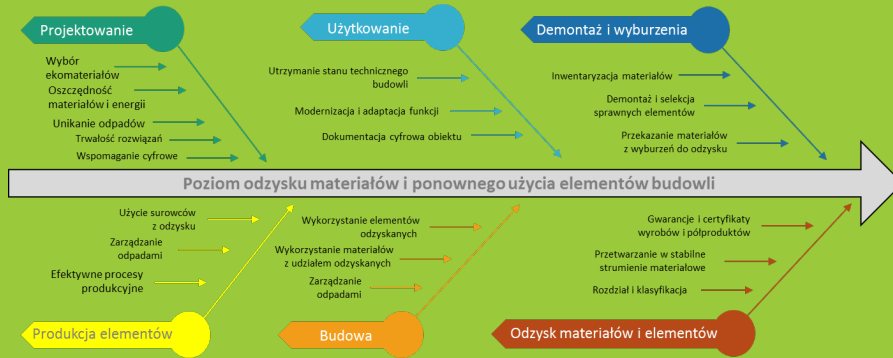 Projektowanie
Wybór
ekomateriałów
Oszczędność
materiałów i energii
Unikanie odpadów
Trwałość rozwiązań
Wspomaganie cyfrowe
Użytkowanie
Utrzymanie stanu technicznego
budowli
Modernizacja i adaptacja funkcji
Dokumentacja cyfrowa obiektu
Demontaż i wyburzenia
Inwentaryzacja materiałów
Demontaż i selekcja
sprawnych elementów
Przekazanie materiałów
z wyburzeń do odzysku
Poziom odzysku materiałów i ponownego użycia elementów budowli
Użycie surowców
z odzysku
Zarządzanie
odpadami
Efektywne procesy
produkcyjne
Produkcja elementów
Wykorzystanie elementów
odzyskanych
Wykorzystanie materiałów
z udziałem odzyskanych
Zarządzanie
odpadami
Budowa
Gwarancje i certyfikaty
wyrobów i półproduktów
Przetwarzanie w stabilne
strumienie materiałowe
Rozdział i klasyfikacja
Odzysk materiałów i elementów